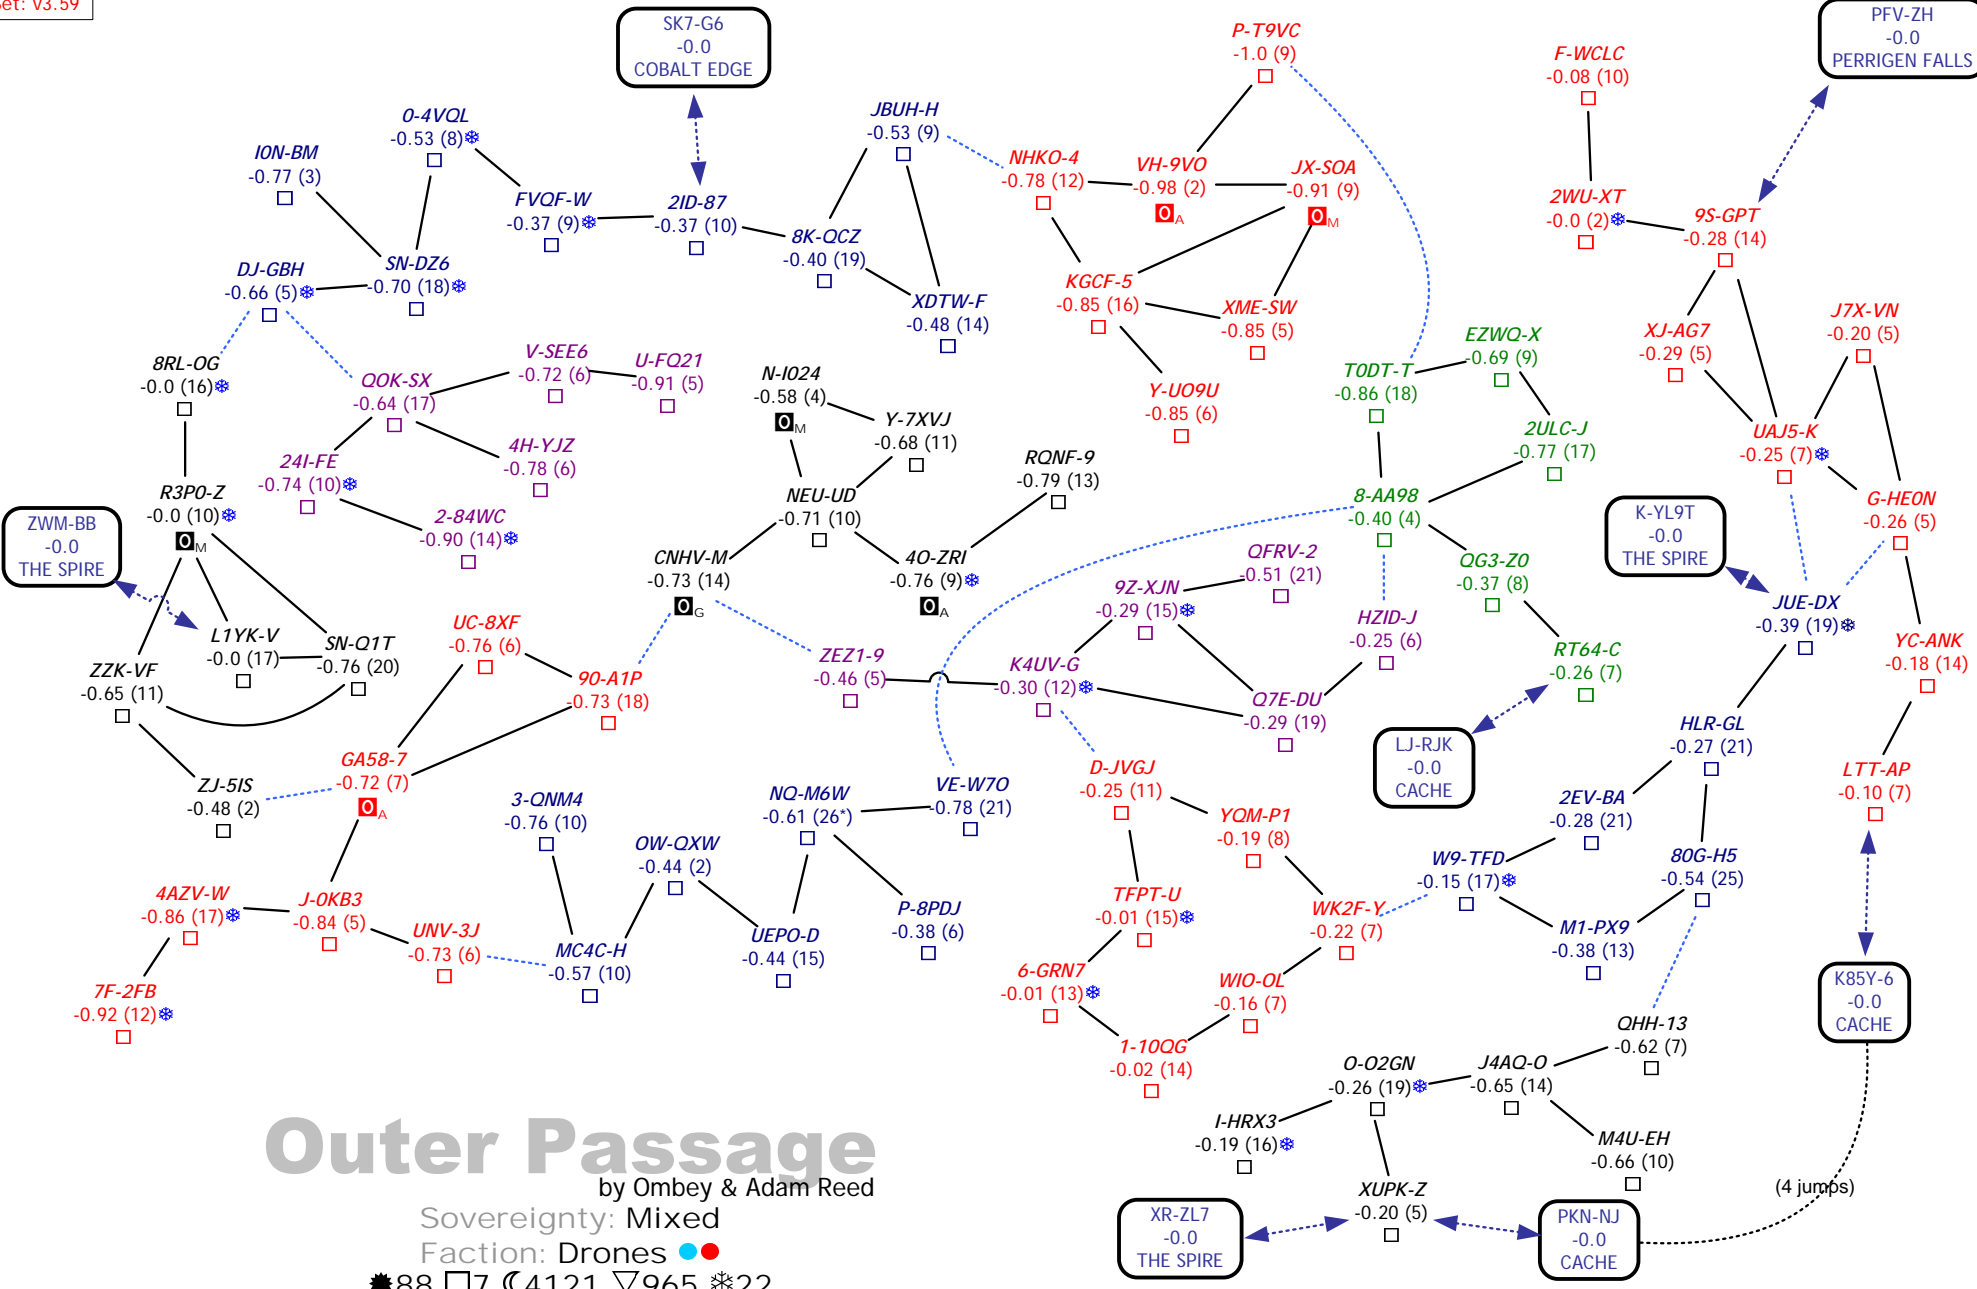 et: v3.59
SK7-G6
-0.0
COBALT EDGE
PFV-ZH
-0.0
PERRIGEN FALLS
P-T9VC
-1.0 (9)
F-WCLC
-0.08 (10)
0-4VQL
-0.53 (8)
JBUH-H
-0.53 (9)
I0N-BM
-0.77 (3)
NHKO-4
-0.78 (12)
VH-9VO
-0.98 (2)
0A
JX-SOA
-0.91 (9)
0M
FVQF-W
-0.37 (9)
2ID-87
-0.37 (10)
2WU-XT
-0.0 (2)
9S-GPT
-0.28 (14)
8K-QCZ
-0.40 (19)
DJ-GBH
-0.66 (5)
SN-DZ6
-0.70 (18)
KGCF-5
-0.85 (16)
XDTW-F
-0.48 (14)
XME-SW
-0.85 (5)
J7X-VN
-0.20 (5)
XJ-AG7
-0.29 (5)
EZWQ-X
-0.69 (9)
8RL-OG
-0.0 (16)
V-SEE6
-0.72 (6)
U-FQ21
-0.91 (5)
N-I024
-0.58 (4)
0M
T0DT-T
-0.86 (18)
QOK-SX
-0.64 (17)
Y-UO9U
-0.85 (6)
Y-7XVJ
-0.68 (11)
2ULC-J
-0.77 (17)
UAJ5-K
-0.25 (7)
24I-FE
-0.74 (10)
4H-YJZ
-0.78 (6)
RQNF-9
-0.79 (13)
R3P0-Z
-0.0 (10)
0M
NEU-UD
-0.71 (10)
8-AA98
-0.40 (4)
G-HE0N
-0.26 (5)
2-84WC
-0.90 (14)
K-YL9T
-0.0
THE SPIRE
ZWM-BB
-0.0
THE SPIRE
CNHV-M
-0.73 (14)
0G
4O-ZRI
-0.76 (9)
0A
QFRV-2
-0.51 (21)
QG3-Z0
-0.37 (8)
9Z-XJN
-0.29 (15)
JUE-DX
-0.39 (19)
UC-8XF
-0.76 (6)
HZID-J
-0.25 (6)
L1YK-V
-0.0 (17)
SN-Q1T
-0.76 (20)
YC-ANK
-0.18 (14)
ZZK-VF
-0.65 (11)
ZEZ1-9
-0.46 (5)
K4UV-G
-0.30 (12)
RT64-C
-0.26 (7)
90-A1P
-0.73 (18)
Q7E-DU
-0.29 (19)
HLR-GL
-0.27 (21)
LJ-RJK
-0.0
CACHE
GA58-7
-0.72 (7)
0A
D-JVGJ
-0.25 (11)
LTT-AP
-0.10 (7)
ZJ-5IS
-0.48 (2)
3-QNM4
-0.76 (10)
NQ-M6W
-0.61 (26*)
VE-W7O
-0.78 (21)
2EV-BA
-0.28 (21)
YQM-P1
-0.19 (8)
OW-QXW
-0.44 (2)
W9-TFD
-0.15 (17)
80G-H5
-0.54 (25)
4AZV-W
-0.86 (17)
J-0KB3
-0.84 (5)
TFPT-U
-0.01 (15)
P-8PDJ
-0.38 (6)
WK2F-Y
-0.22 (7)
UNV-3J
-0.73 (6)
UEPO-D
-0.44 (15)
M1-PX9
-0.38 (13)
MC4C-H
-0.57 (10)
6-GRN7
-0.01 (13)
WIO-OL
-0.16 (7)
K85Y-6
-0.0
CACHE
7F-2FB
-0.92 (12)
QHH-13
-0.62 (7)
1-10QG
-0.02 (14)
O-O2GN
-0.26 (19)
J4AQ-O
-0.65 (14)
I-HRX3
-0.19 (16)
M4U-EH
-0.66 (10)
(4 jumps)
XUPK-Z
-0.20 (5)
XR-ZL7
-0.0
THE SPIRE
PKN-NJ
-0.0
CACHE
Outer Passage
by Ombey & Adam Reed
Sovereignty: Mixed
Faction: Drones
88 7 4121 965 22